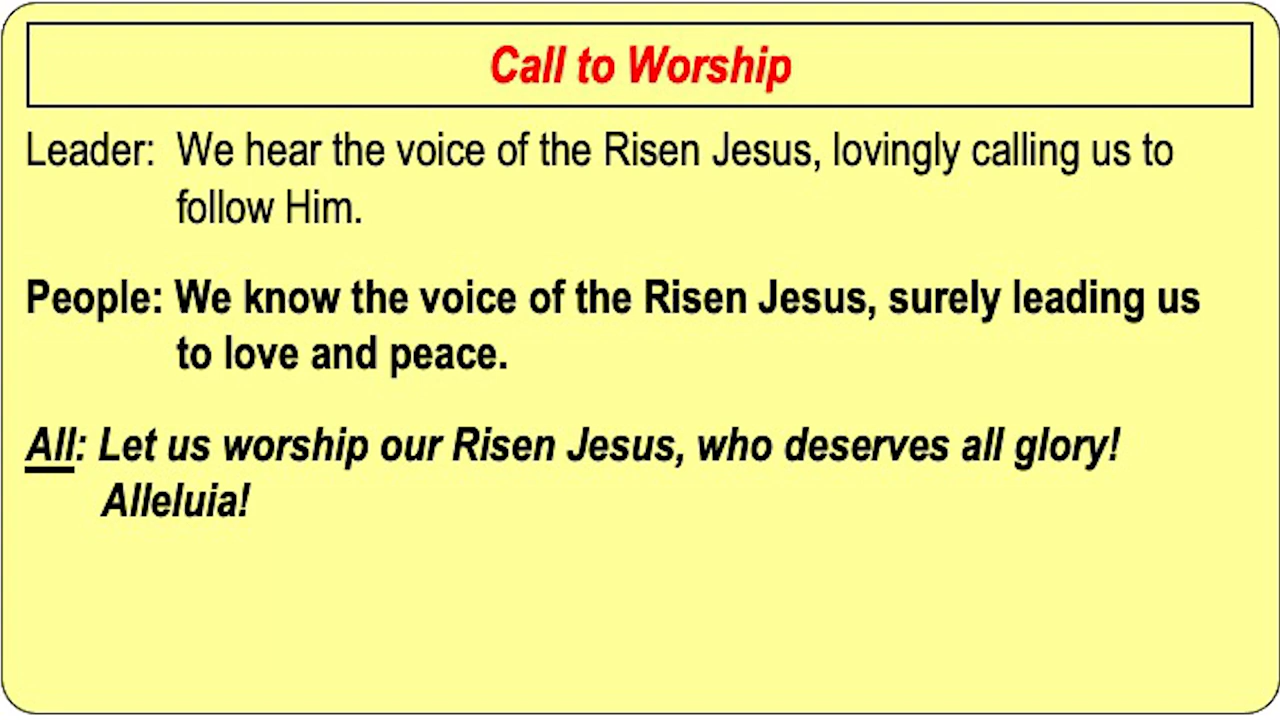 Call to Worship
Leader: We hear the voice of the Risen Jesus, lovingly calling us to
follow Him.
People: We know the voice of the Risen Jesus, surely leading us
to love and peace.
All: Let us worship our Risen Jesus, who deserves all glory!
Alleluia!